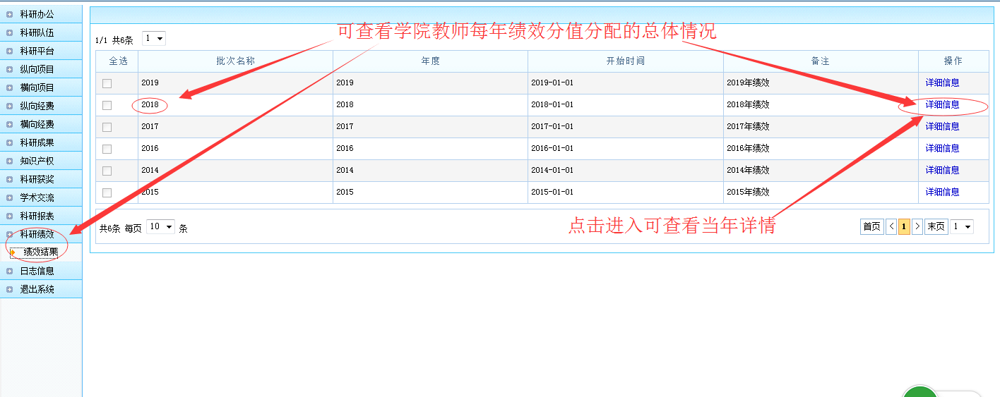 科研办公
科研队伍
科研平台
纵向项目
横向项目
纵向经费
横向经费
科研成果
知识产权
科研获奖
学术交流
科研报表
科研绩效
绩效结果
日志信息
退出系统
可查看学院教师每年绩效分值分配的总体情况
1/1 共6条 1
全选 批次名称 年度 开始时间 备注 操作
2019 2019 2019-01-01 2019年绩效 详细信息
2018 2018 2018-01-01 2018年绩效 详细信息
2017 2017 2017-01-01 2017年绩效 详细信息
2016 2016 2016-01-01 2016年绩效 详细信息
2014 2014 2014-01-01 2014年绩效 详细信息
2015 2015 2015-01-01 2015年绩效 详细信息
点击进入可查看当年详情
共6条 每页 10 条 首页 < 1 > 末页 1